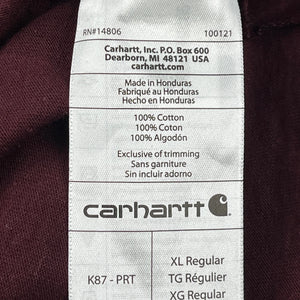 RN#14806 100121
Carhartt, Inc. P.O. Box 600
Dearborn, MI 48121 USA
carhartt.com
Made in Honduras
Fabriqué au Honduras
Hecho en Honduras
100% Cotton
100% Coton
100% Algodón
Exclusive of trimming
Sans garniture
Sin incluir adorno
carhartt
XL Regular
K87 - PRT TG Régulier
XG Regular